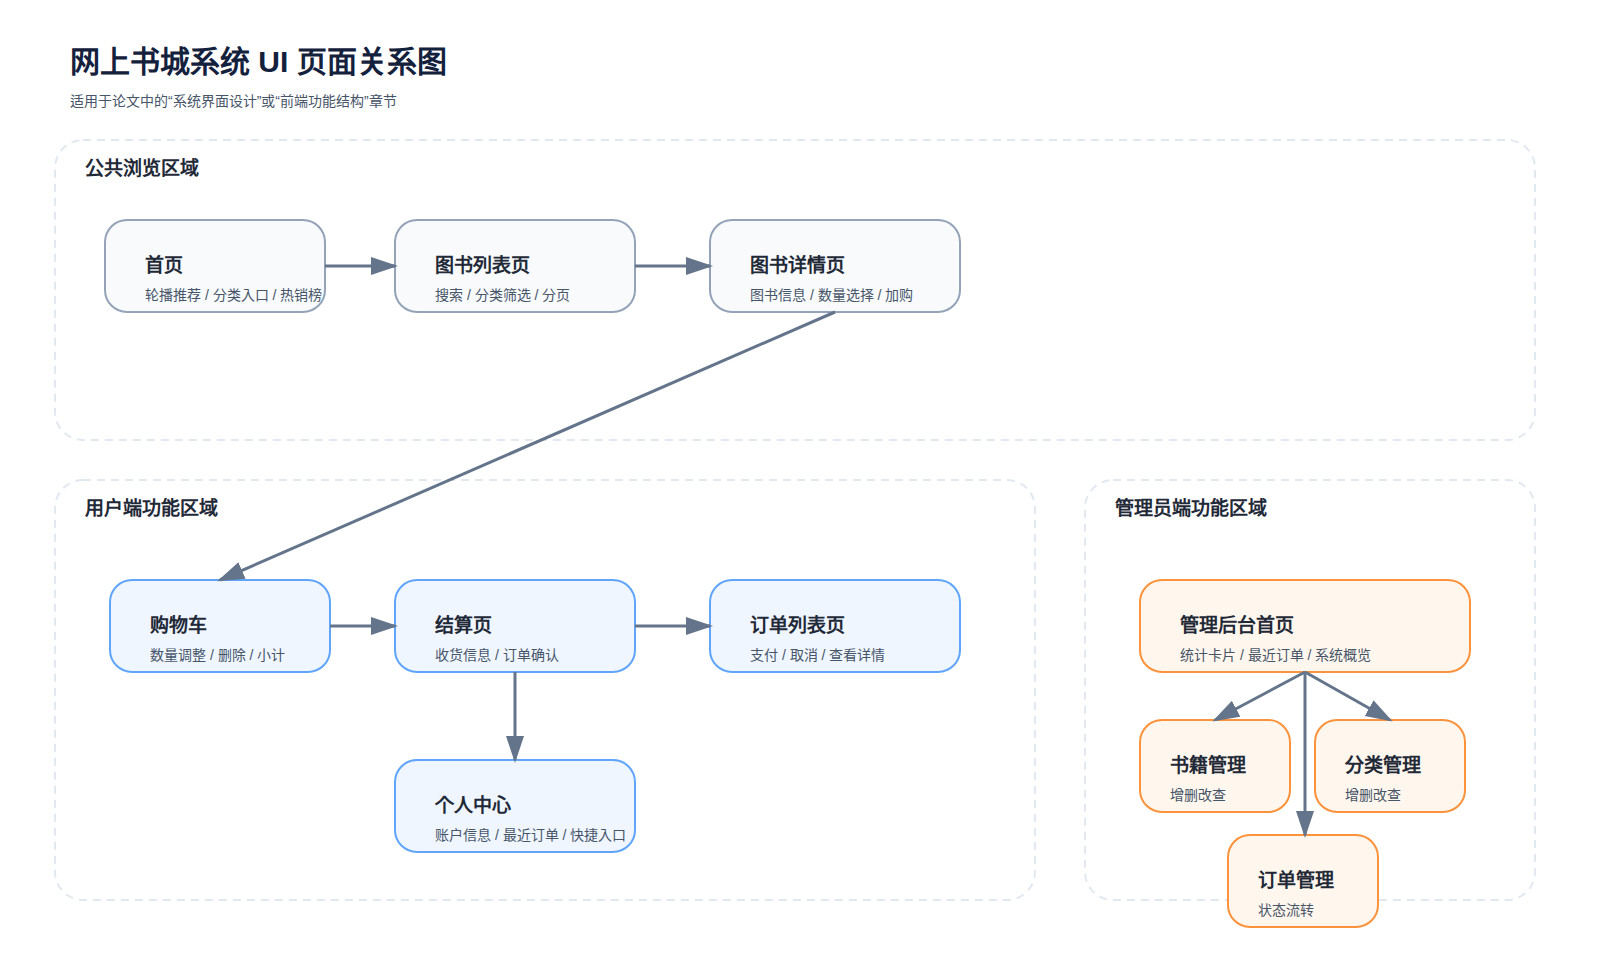 网上书城系统 UI 页面关系图
适用于论文中的“系统界面设计”或“前端功能结构”章节
公共浏览区域
首页
轮播推荐 / 分类入口 / 热销榜
图书列表页
搜索 / 分类筛选 / 分页
图书详情页
图书信息 / 数量选择 / 加购
用户端功能区域
购物车
数量调整 / 删除 / 小计
结算页
收货信息 / 订单确认
订单列表页
支付 / 取消 / 查看详情
个人中心
账户信息 / 最近订单 / 快捷入口
管理员端功能区域
管理后台首页
统计卡片 / 最近订单 / 系统概览
书籍管理
增删改查
分类管理
增删改查
订单管理
状态流转